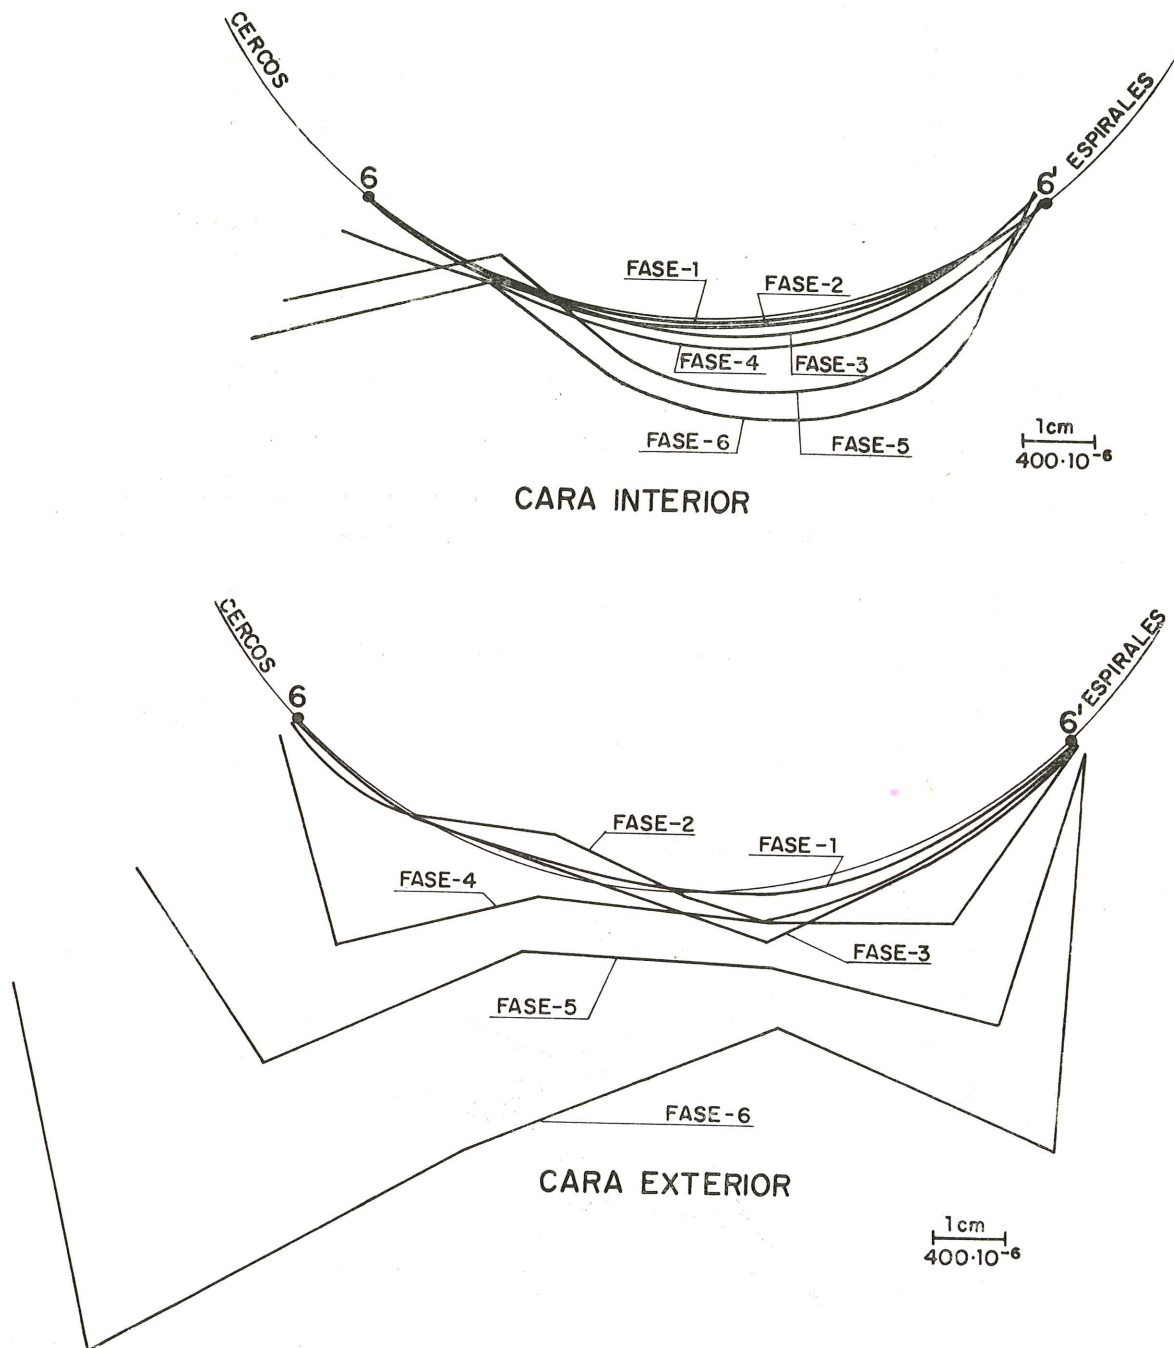 CERCOS
6
6' ESPIRALES
FASE-1
FASE-2
FASE-4
FASE-3
FASE-6
FASE-5
1cm
400·10⁻⁶
CARA INTERIOR
CERCOS
6
6' ESPIRALES
FASE-2
FASE-1
FASE-4
FASE-3
FASE-5
FASE-6
CARA EXTERIOR
1cm
400·10⁻⁶